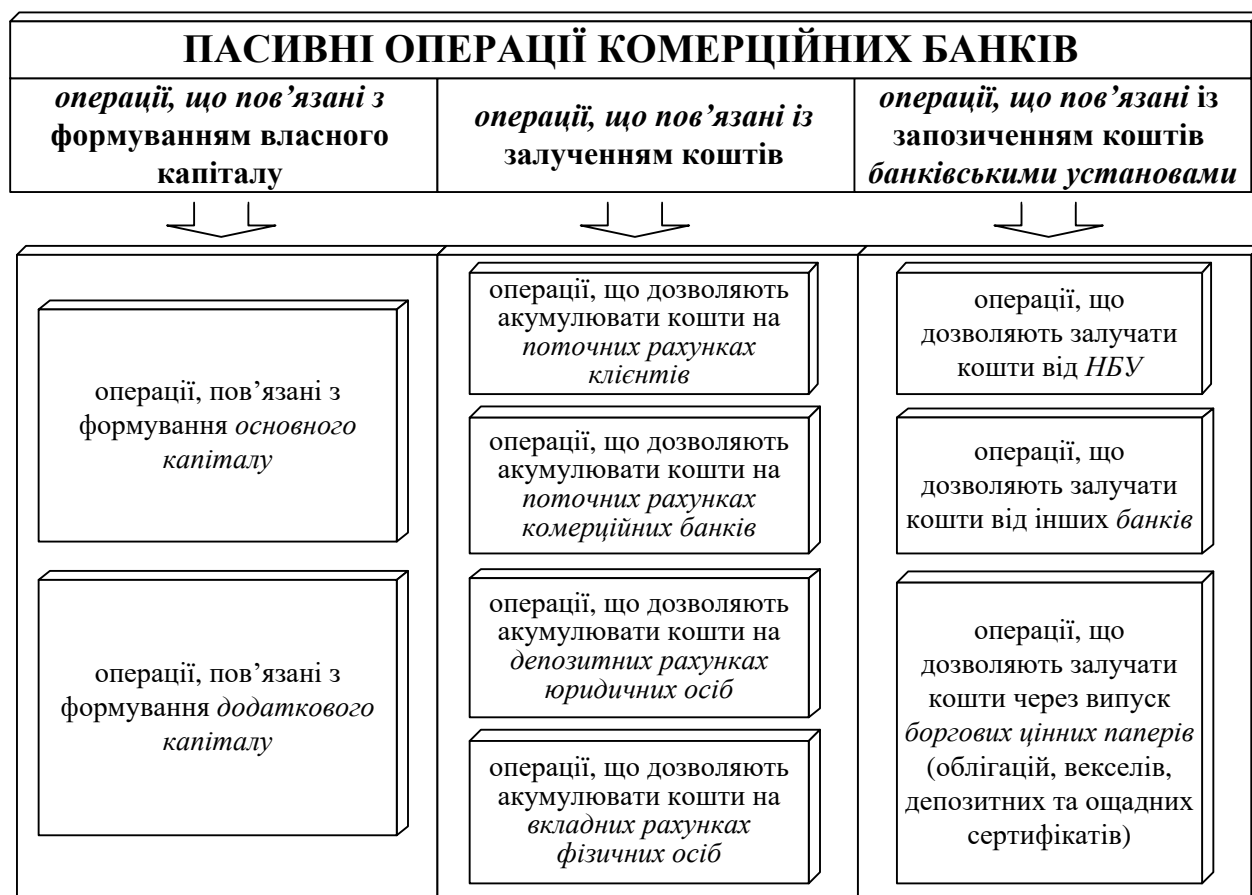 ПАСИВНІ ОПЕРАЦІЇ КОМЕРЦІЙНИХ БАНКІВ
операції, що пов’язані з
формуванням власного
капіталу
операції, що пов’язані із
залученням коштів
операції, що пов’язані із
запозиченням коштів
банківськими установами
операції, пов’язані з
формування основного
капіталу
операції, пов’язані з
формування додаткового
капіталу
операції, що дозволяють
акумулювати кошти на
поточних рахунках
клієнтів
операції, що дозволяють
акумулювати кошти на
поточних рахунках
комерційних банків
операції, що дозволяють
акумулювати кошти на
депозитних рахунках
юридичних осіб
операції, що дозволяють
акумулювати кошти на
вкладних рахунках
фізичних осіб
операції, що
дозволяють залучати
кошти від НБУ
операції, що
дозволяють залучати
кошти від інших банків
операції, що
дозволяють залучати
кошти через випуск
боргових цінних паперів
(облігацій, векселів,
депозитних та ощадних
сертифікатів)